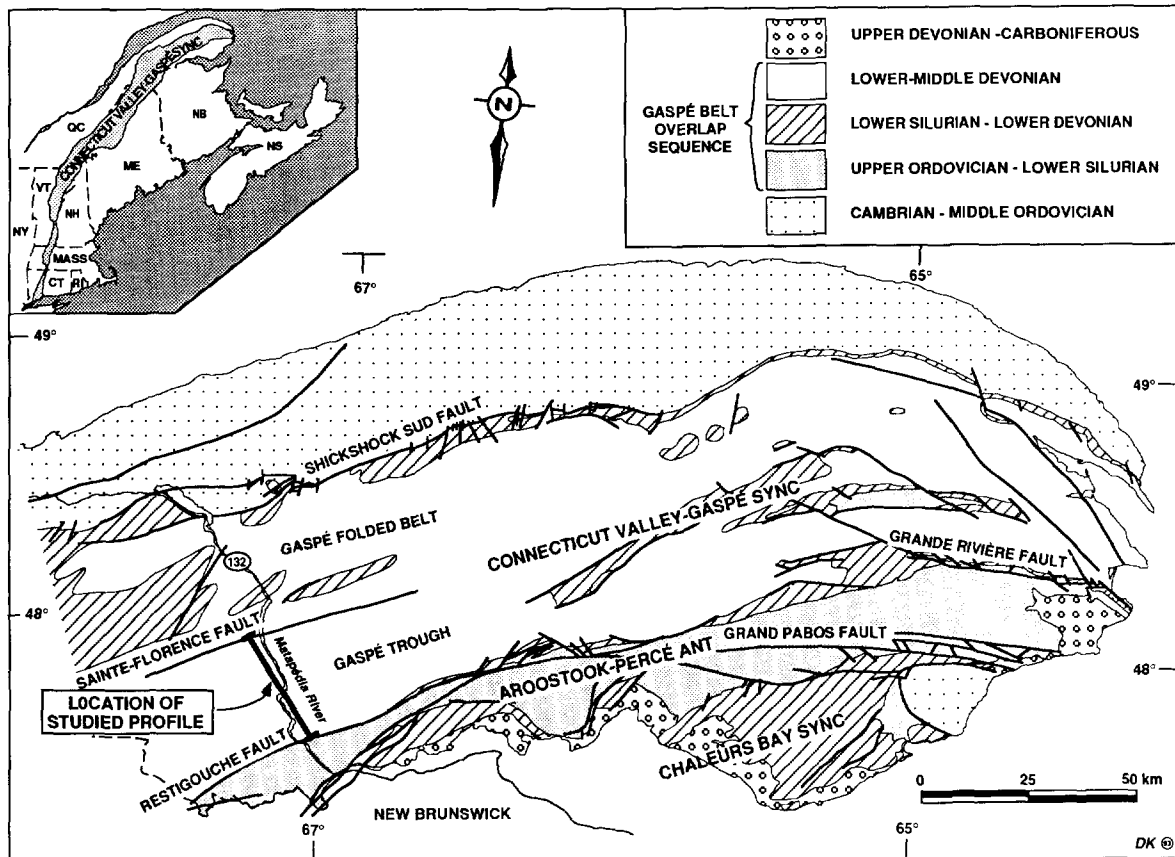 CONNECTICUT VALLEY-GASPÉ SYNC
QC
NB
ME
NS
VT
NH
NY
MASS
CT
RI
N
UPPER DEVONIAN -CARBONIFEROUS
LOWER-MIDDLE DEVONIAN
GASPÉ BELT
OVERLAP
SEQUENCE
LOWER SILURIAN - LOWER DEVONIAN
UPPER ORDOVICIAN - LOWER SILURIAN
CAMBRIAN - MIDDLE ORDOVICIAN
67°
65°
49°
49°
SHICKSHOCK SUD FAULT
GASPÉ FOLDED BELT
CONNECTICUT VALLEY-GASPÉ SYNC
132
GRANDE RIVIÈRE FAULT
48°
SAINTE-FLORENCE FAULT
GASPÉ TROUGH
Matapédia River
GRAND PABOS FAULT
AROOSTOOK-PERCÉ ANT
48°
LOCATION OF
STUDIED PROFILE
RESTIGOUCHE FAULT
CHALEURS BAY SYNC
0 25 50 km
NEW BRUNSWICK
67°
65°
DK